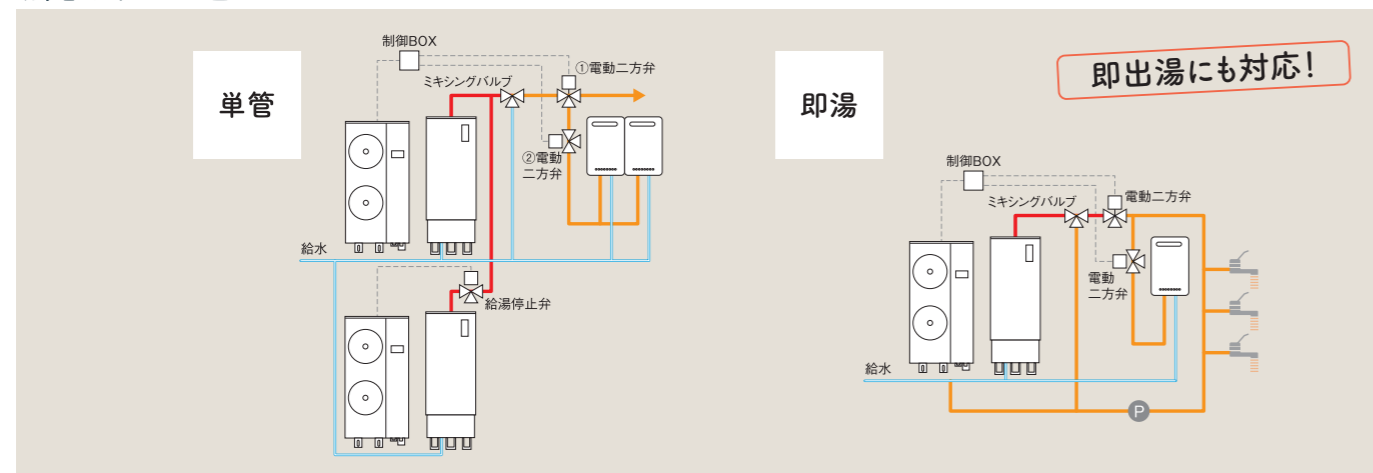 単管
制御BOX
①電動二方弁
ミキシングバルブ
②電動
二方弁
給水
給湯停止弁
即湯
即出湯にも対応!
制御BOX
ミキシングバルブ
電動二方弁
電動
二方弁
給水
P